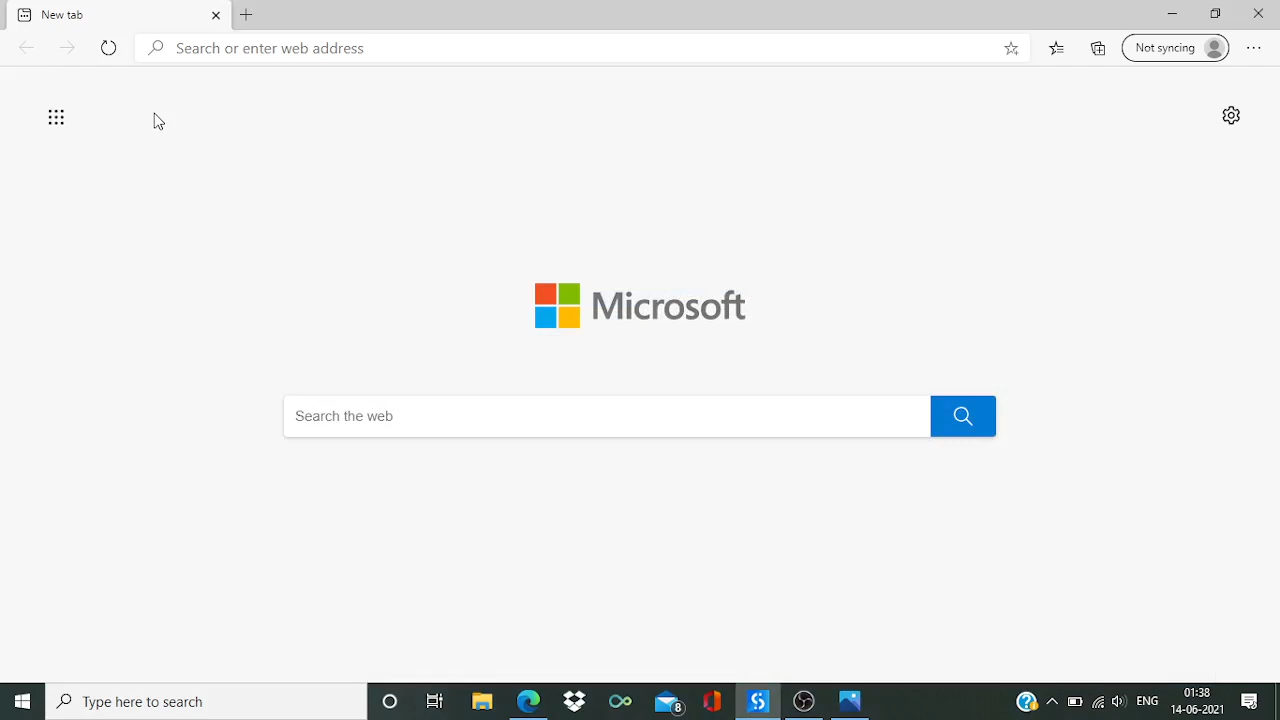 New tab
Search or enter web address
Not syncing
Microsoft
Search the web
Type here to search
8
ENG
01:38
14-06-2021